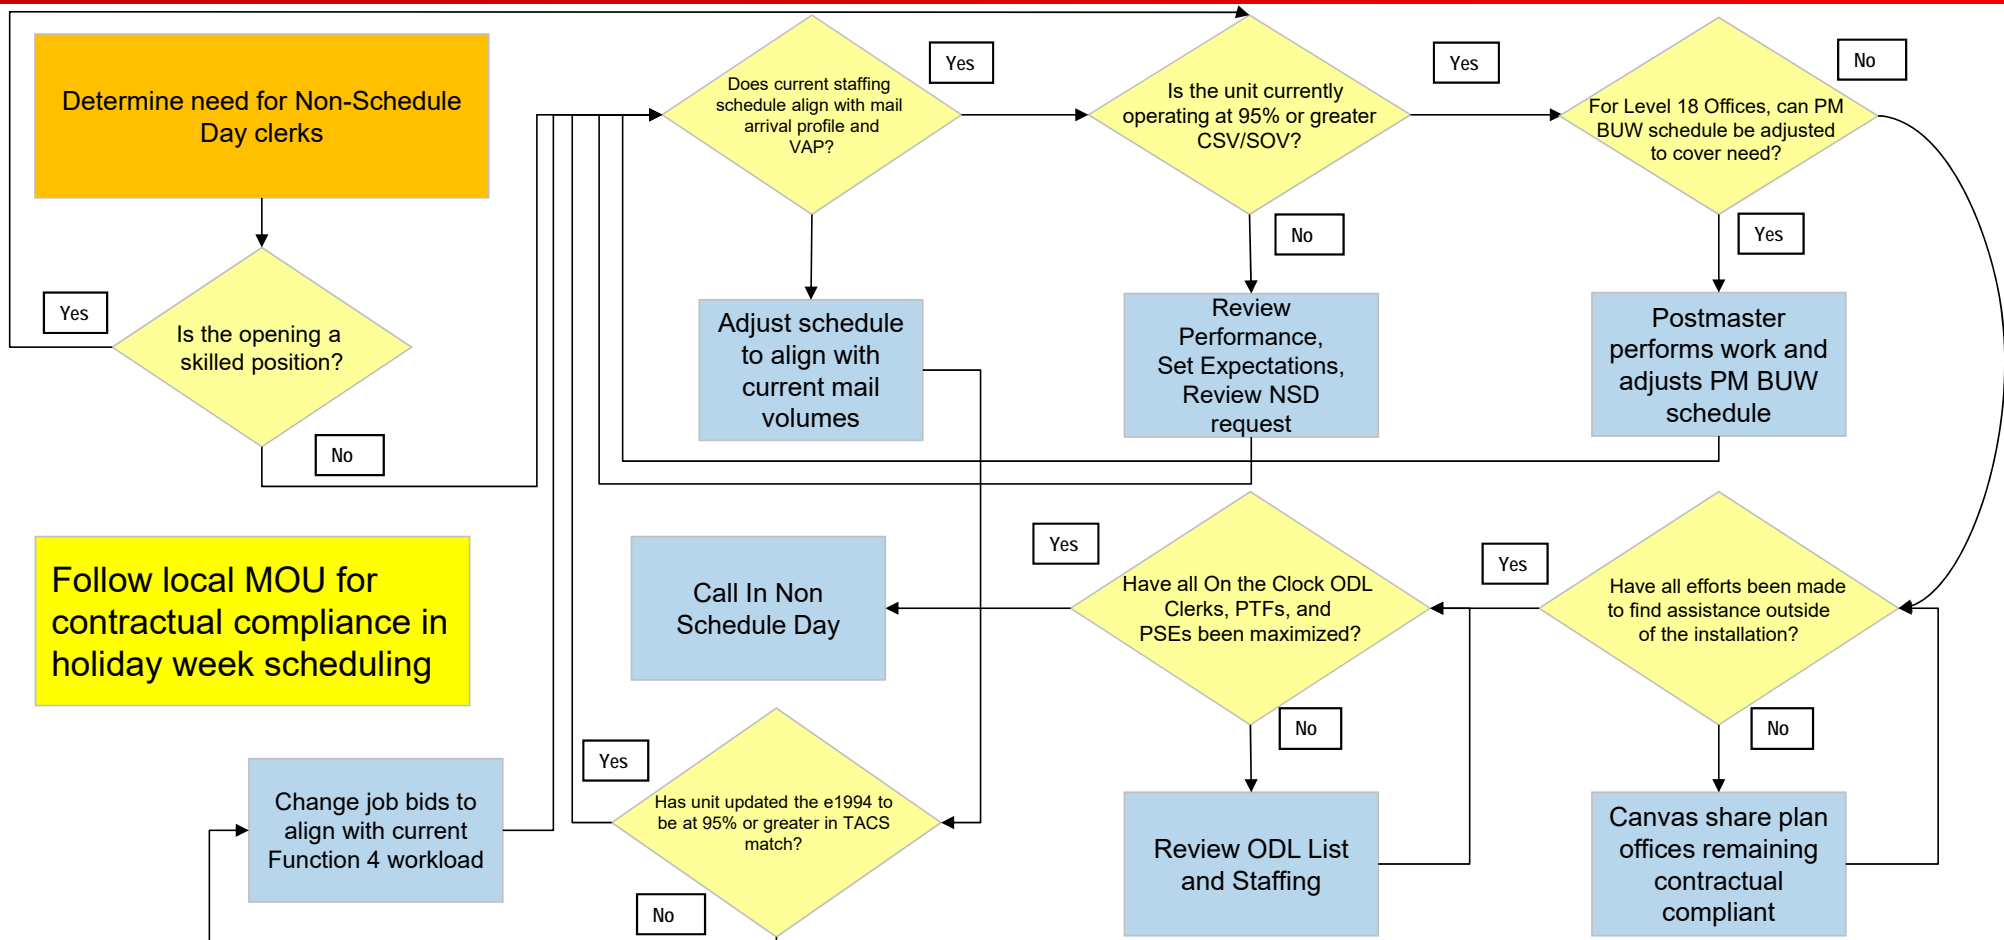 Determine need for Non-Schedule
Day clerks
Does current staffing
schedule align with mail
arrival profile and
VAP?
Yes
Is the unit currently
operating at 95% or greater
CSV/SOV?
Yes
For Level 18 Offices, can PM
BUW schedule be adjusted
to cover need?
No
Yes
Is the opening a
skilled position?
No
Adjust schedule
to align with
current mail
volumes
No
Review
Performance,
Set Expectations,
Review NSD
request
Yes
Postmaster
performs work and
adjusts PM BUW
schedule
Follow local MOU for
contractual compliance in
holiday week scheduling
Call In Non
Schedule Day
Yes
Have all On the Clock ODL
Clerks, PTFs, and
PSEs been maximized?
Yes
Have all efforts been made
to find assistance outside
of the installation?
No
No
Change job bids to
align with current
Function 4 workload
Yes
Has unit updated the e1994 to
be at 95% or greater in TACS
match?
No
Review ODL List
and Staffing
Canvas share plan
offices remaining
contractual
compliant